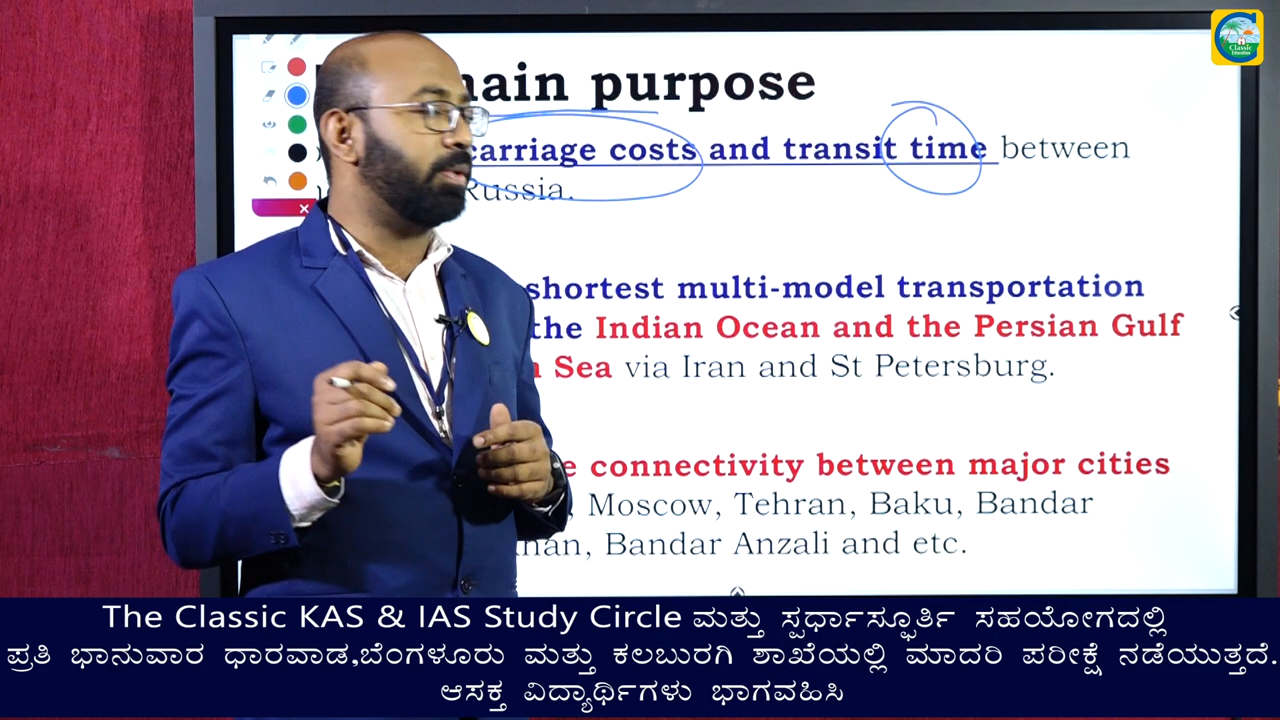 main purpose
carriage costs and transit time between
Russia.
shortest multi-model transportation
the Indian Ocean and the Persian Gulf
Sea via Iran and St Petersburg.
connectivity between major cities
Moscow, Tehran, Baku, Bandar
Bandar Anzali and etc.
Classic
Education
The Classic KAS & IAS Study Circle ಮತ್ತು ಸ್ಪರ್ಧಾಸ್ಫೂರ್ತಿ ಸಹಯೋಗದಲ್ಲಿ
ಪ್ರತಿ ಭಾನುವಾರ ಧಾರವಾಡ,ಬೆಂಗಳೂರು ಮತ್ತು ಕಲಬುರಗಿ ಶಾಖೆಯಲ್ಲಿ ಮಾದರಿ ಪರೀಕ್ಷೆ ನಡೆಯುತ್ತದೆ.
ಆಸಕ್ತ ವಿದ್ಯಾರ್ಥಿಗಳು ಭಾಗವಹಿಸಿ